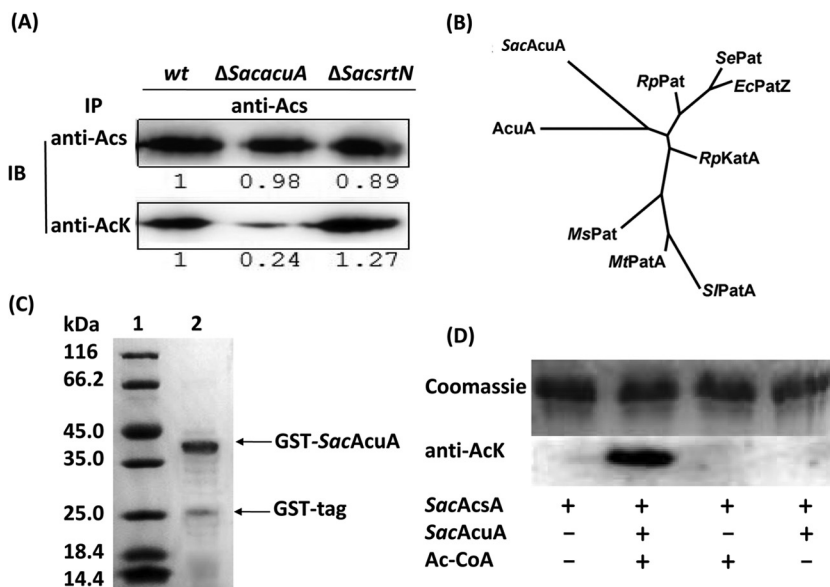 (A)
wt ΔSacacuA ΔSacsrtN
IP anti-Acs
anti-Acs
1 0.98 0.89
IB
anti-AcK
1 0.24 1.27
(B)
SacAcuA
SePat
RpPat
EcPatZ
AcuA
RpKatA
MsPat
MtPatA
SlPatA
(C)
kDa 1 2
116
66.2
45.0
GST-SacAcuA
35.0
25.0 GST-tag
18.4
14.4
(D)
Coomassie
anti-AcK
SacAcsA + + + +
SacAcuA – + – +
Ac-CoA – + + –